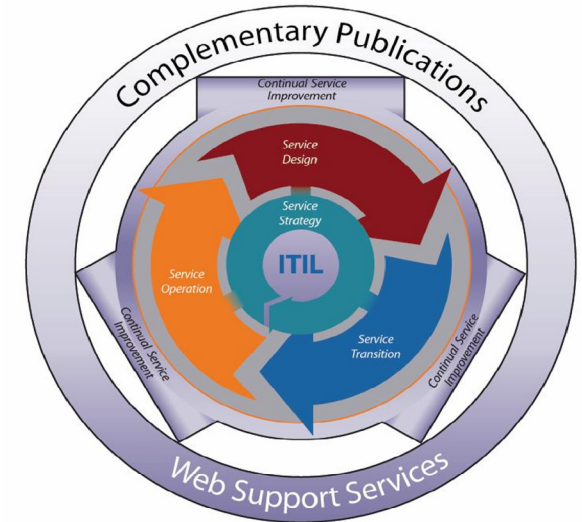 Complementary Publications
Continual Service
Improvement
Service
Design
Service
Strategy
ITIL
Service
Operation
Service
Transition
Continual Service
Improvement
Continual Service
Improvement
Web Support Services